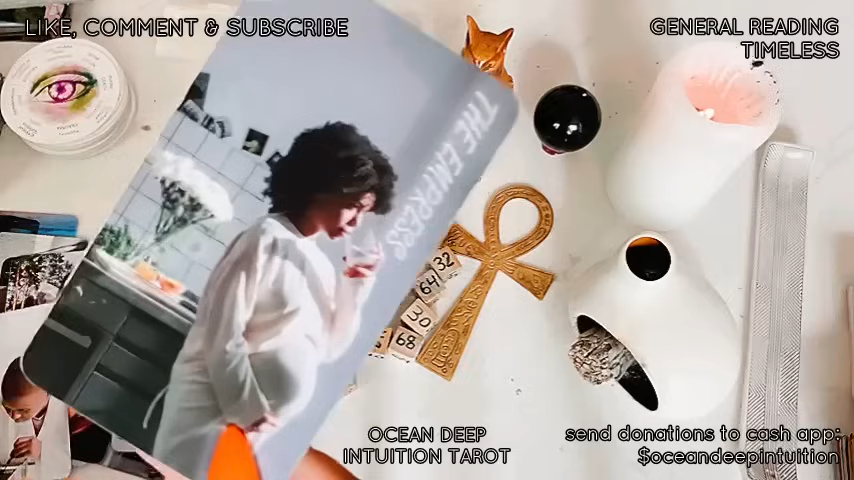 LIKE, COMMENT & SUBSCRIBE
GENERAL READING
TIMELESS
THE EMPRESS
32
64
30
68
OCEAN DEEP
INTUITION TAROT
send donations to cash app:
$oceandeepintuition